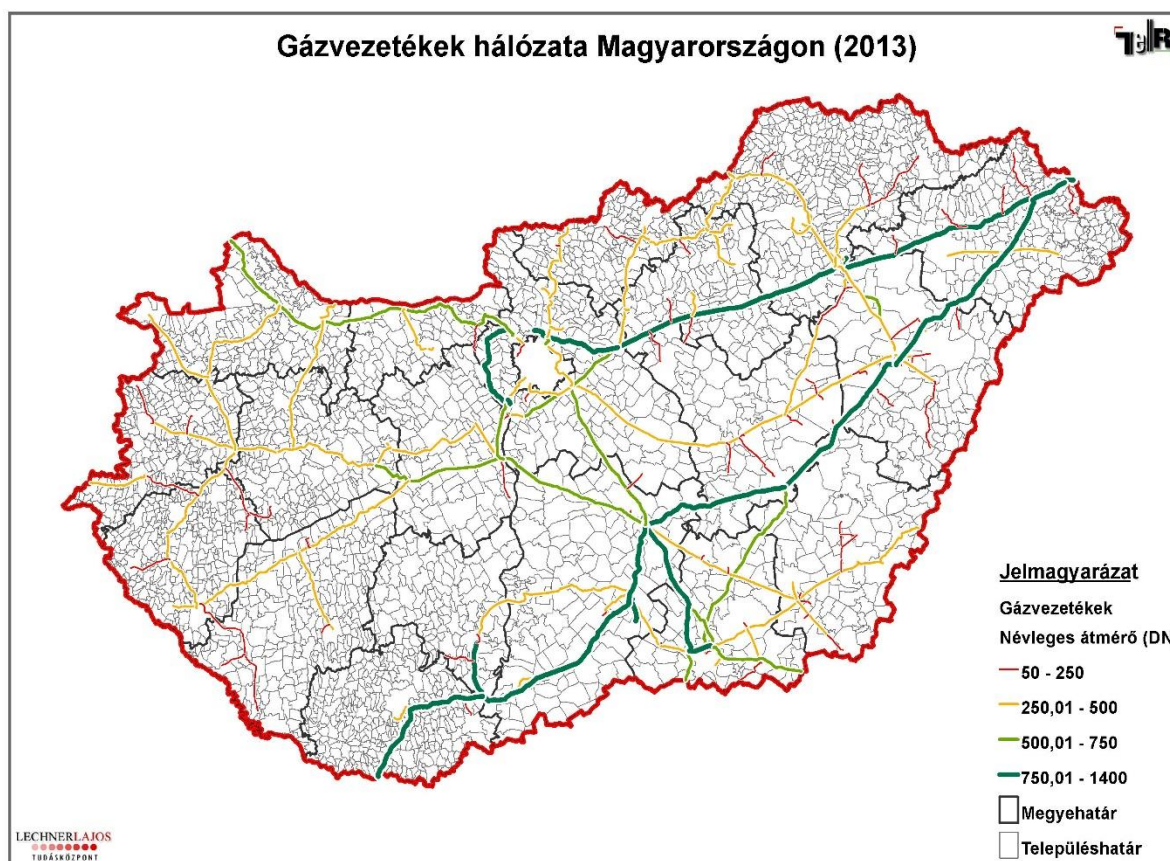 Gázvezetékek hálózata Magyarországon (2013)
TeIR
Jelmagyarázat
Gázvezetékek
Névleges átmérő (DN
50 - 250
250,01 - 500
500,01 - 750
750,01 - 1400
Megyehatár
Településhatár
LECHNERLAJOS
TUDÁSKÖZPONT